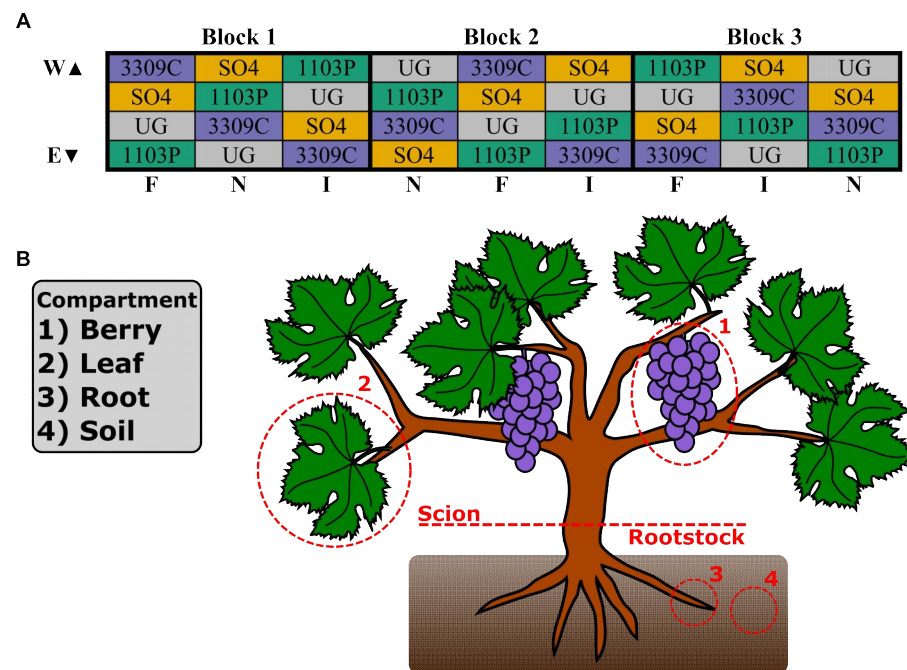 A
Block 1 Block 2 Block 3
W▲ 3309C SO4 1103P UG 3309C SO4 1103P SO4 UG
SO4 1103P UG 1103P SO4 UG UG 3309C SO4
UG 3309C SO4 3309C UG 1103P SO4 1103P 3309C
E▼ 1103P UG 3309C SO4 1103P 3309C 3309C UG 1103P
F N I N F I F I N
B
Compartment
1) Berry
2) Leaf
3) Root
4) Soil
1
2
Scion
Rootstock
3 4